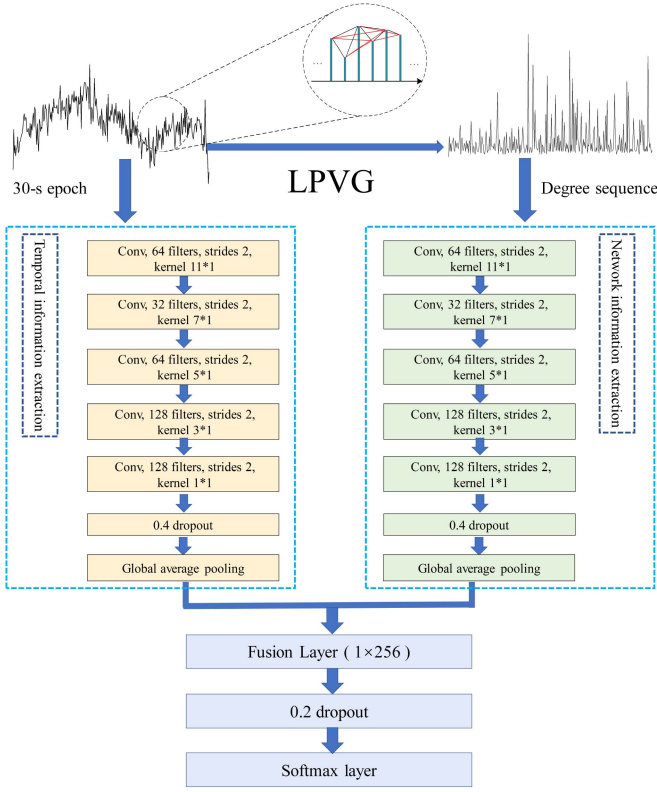 ...
...
30-s epoch
LPVG
Degree sequence
Temporal information extraction
Conv, 64 filters, strides 2,
kernel 11*1
Conv, 32 filters, strides 2,
kernel 7*1
Conv, 64 filters, strides 2,
kernel 5*1
Conv, 128 filters, strides 2,
kernel 3*1
Conv, 128 filters, strides 2,
kernel 1*1
0.4 dropout
Global average pooling
Conv, 64 filters, strides 2,
kernel 11*1
Conv, 32 filters, strides 2,
kernel 7*1
Conv, 64 filters, strides 2,
kernel 5*1
Conv, 128 filters, strides 2,
kernel 3*1
Conv, 128 filters, strides 2,
kernel 1*1
0.4 dropout
Global average pooling
Network information extraction
Fusion Layer ( 1×256 )
0.2 dropout
Softmax layer